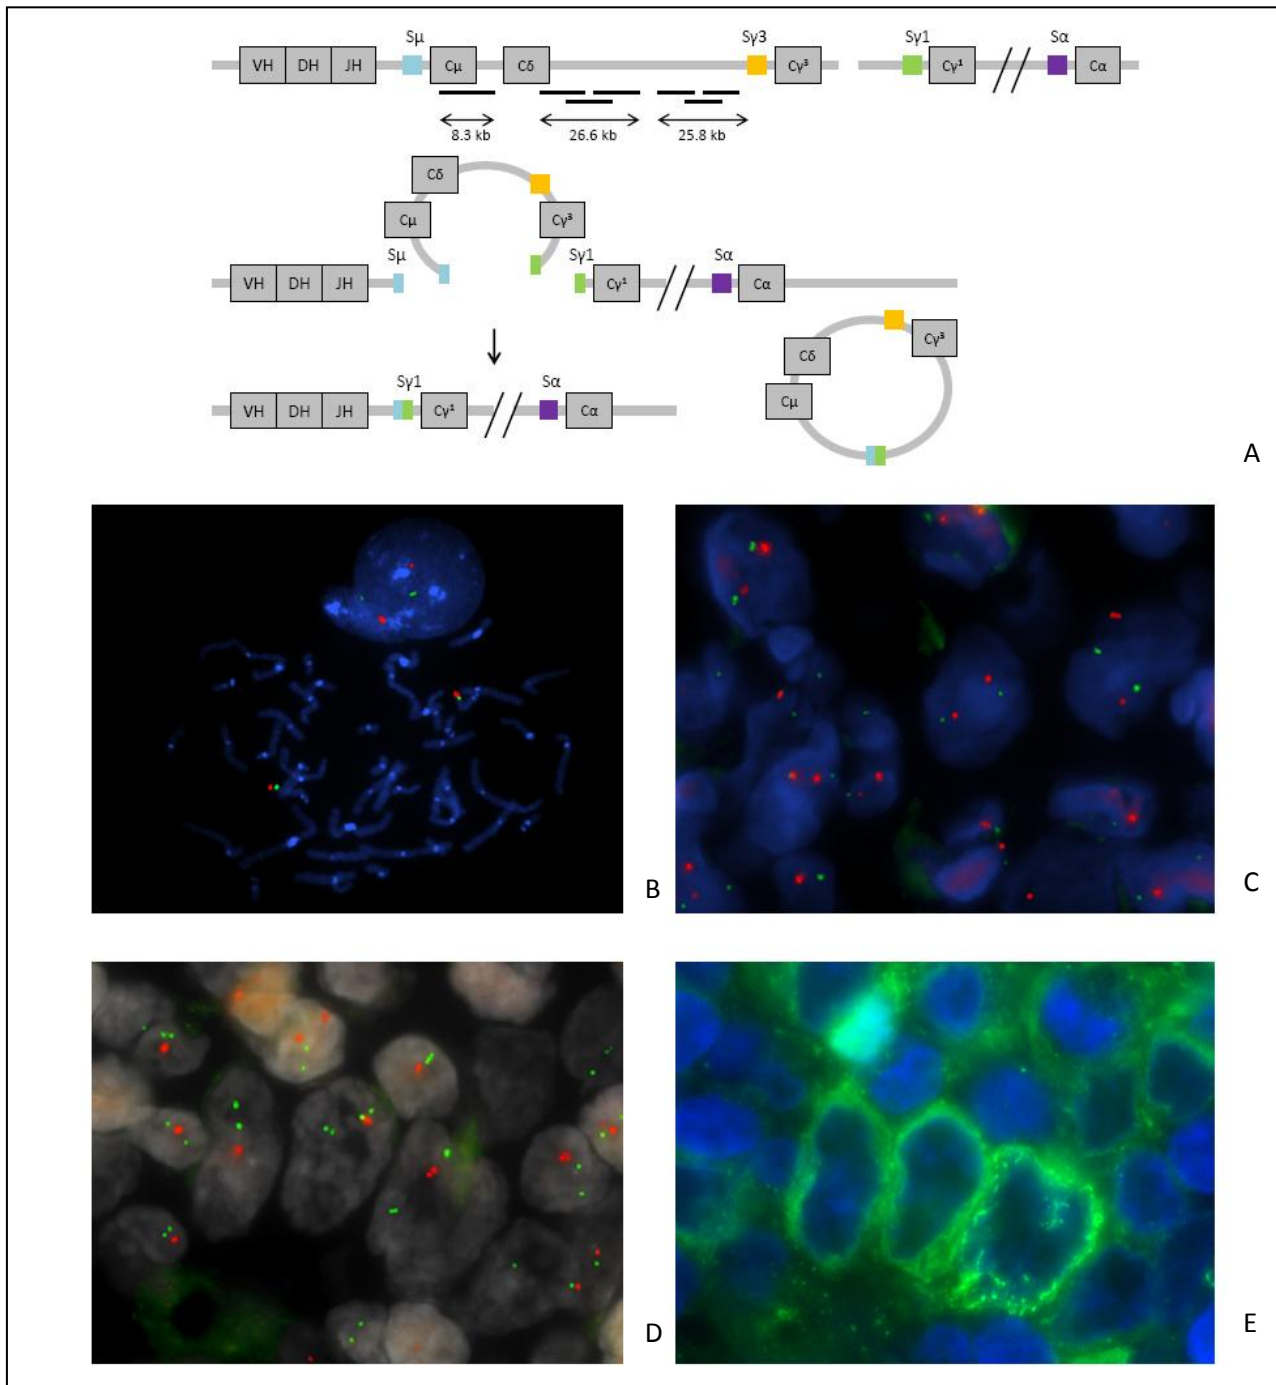 Sμ Sγ3 Sγ1 Sα
VH DH JH Cμ Cδ Cγ³ Cγ¹ Cα
8.3 kb 26.6 kb 25.8 kb
Cδ
Cμ Cγ³
Sμ Sγ1 Sα
VH DH JH Cγ¹ Cα
Cγ³
Cδ
Sγ1 Sα
Cμ
VH DH JH Cγ¹ Cα
A
B
C
D
E